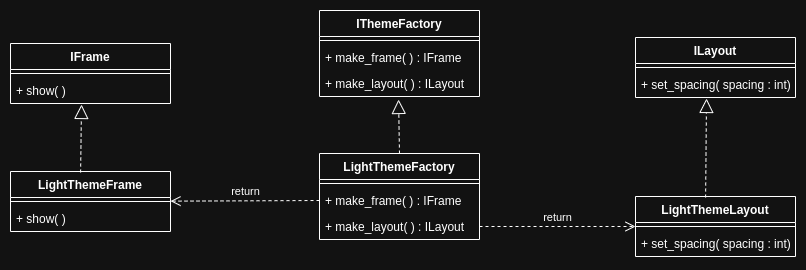 IFrame
+ show( )
IThemeFactory
+ make_frame( ) : IFrame
+ make_layout( ) : ILayout
ILayout
+ set_spacing( spacing : int)
LightThemeFrame
+ show( )
return
LightThemeFactory
+ make_frame( ) : IFrame
+ make_layout( ) : ILayout
return
LightThemeLayout
+ set_spacing( spacing : int)